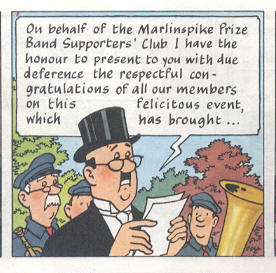 On behalf of the Marlinspike Prize
Band Supporters' Club I have the
honour to present to you with due
deference the respectful con-
gratulations of all our members
on this felicitous event,
which has brought ...